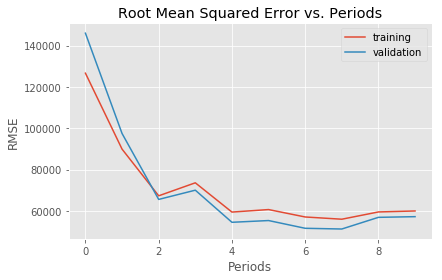 Root Mean Squared Error vs. Periods
training
validation
140000
120000
100000
80000
60000
RMSE
0 2 4 6 8
Periods